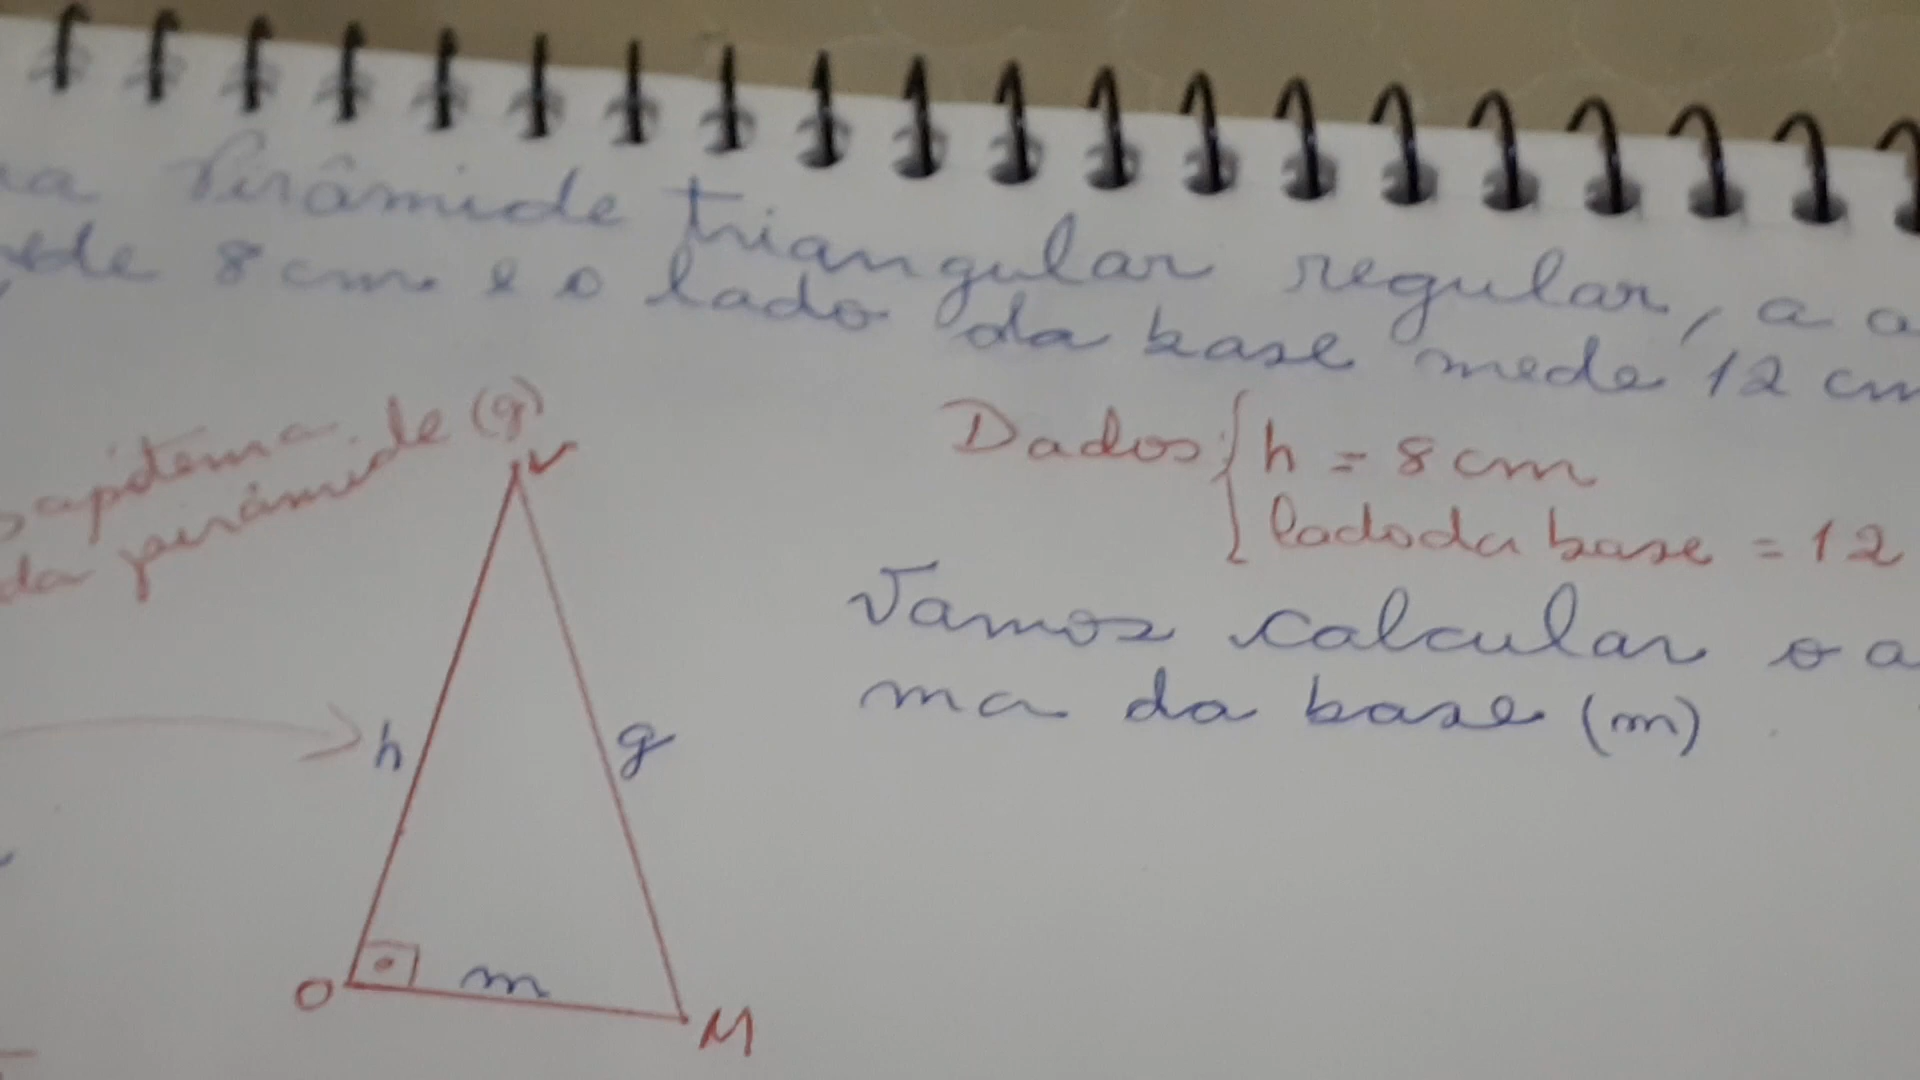 Pirâmide triangular regular, a a
ede 8 cm e o lado da base mede 12 cm
apótema
da pirâmide (g)
Dados: { h = 8 cm
lado da base = 12
Vamos calcular o a
ma da base (m)
V
h
g
O
m
M